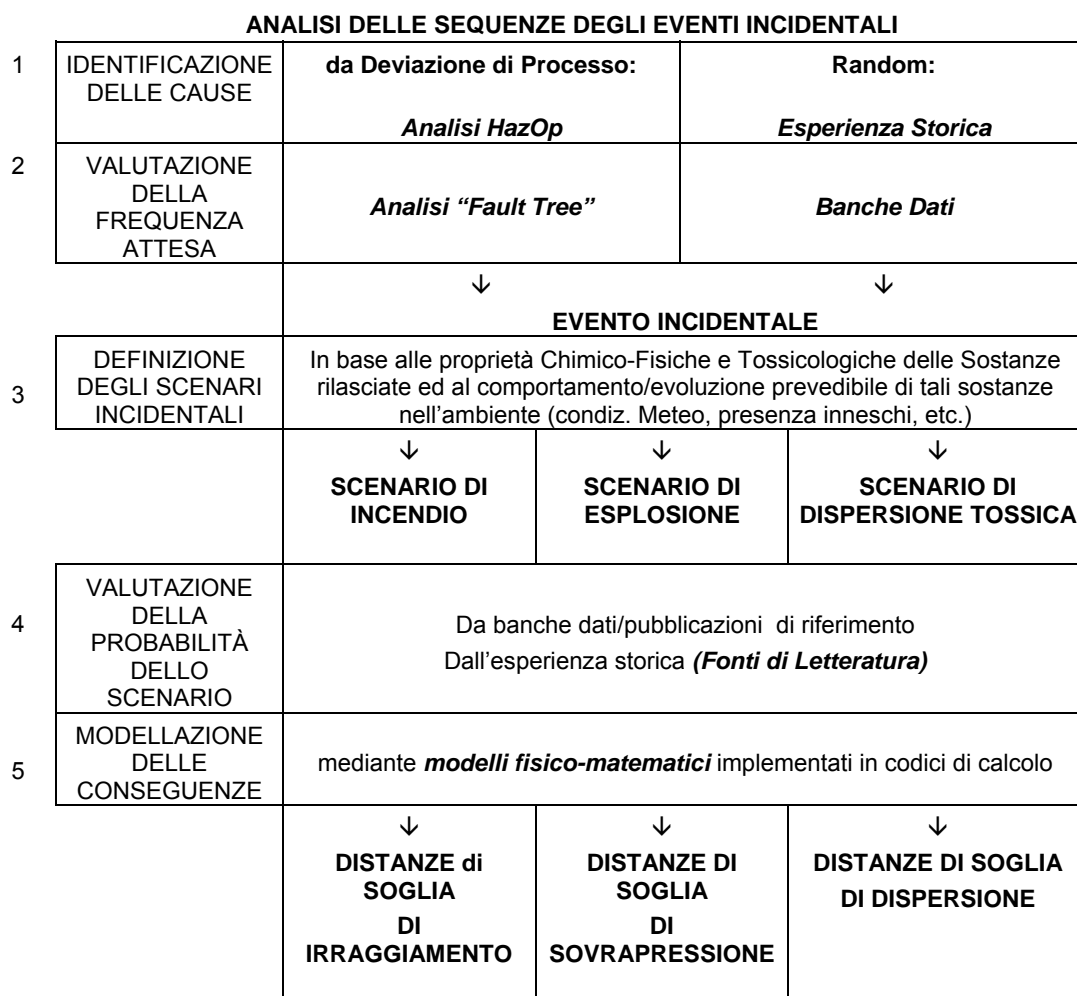 ANALISI DELLE SEQUENZE DEGLI EVENTI INCIDENTALI
1
IDENTIFICAZIONE
DELLE CAUSE
da Deviazione di Processo:
Analisi HazOp
Random:
Esperienza Storica
2
VALUTAZIONE
DELLA
FREQUENZA
ATTESA
Analisi “Fault Tree”
Banche Dati
↓ ↓
EVENTO INCIDENTALE
3
DEFINIZIONE
DEGLI SCENARI
INCIDENTALI
In base alle proprietà Chimico-Fisiche e Tossicologiche delle Sostanze
rilasciate ed al comportamento/evoluzione prevedibile di tali sostanze
nell’ambiente (condiz. Meteo, presenza inneschi, etc.)
↓
SCENARIO DI
INCENDIO
↓
SCENARIO DI
ESPLOSIONE
↓
SCENARIO DI
DISPERSIONE TOSSICA
4
VALUTAZIONE
DELLA
PROBABILITÀ
DELLO
SCENARIO
Da banche dati/pubblicazioni di riferimento
Dall’esperienza storica (Fonti di Letteratura)
5
MODELLAZIONE
DELLE
CONSEGUENZE
mediante modelli fisico-matematici implementati in codici di calcolo
↓
DISTANZE di
SOGLIA
DI
IRRAGGIAMENTO
↓
DISTANZE DI
SOGLIA
DI
SOVRAPRESSIONE
↓
DISTANZE DI SOGLIA
DI DISPERSIONE